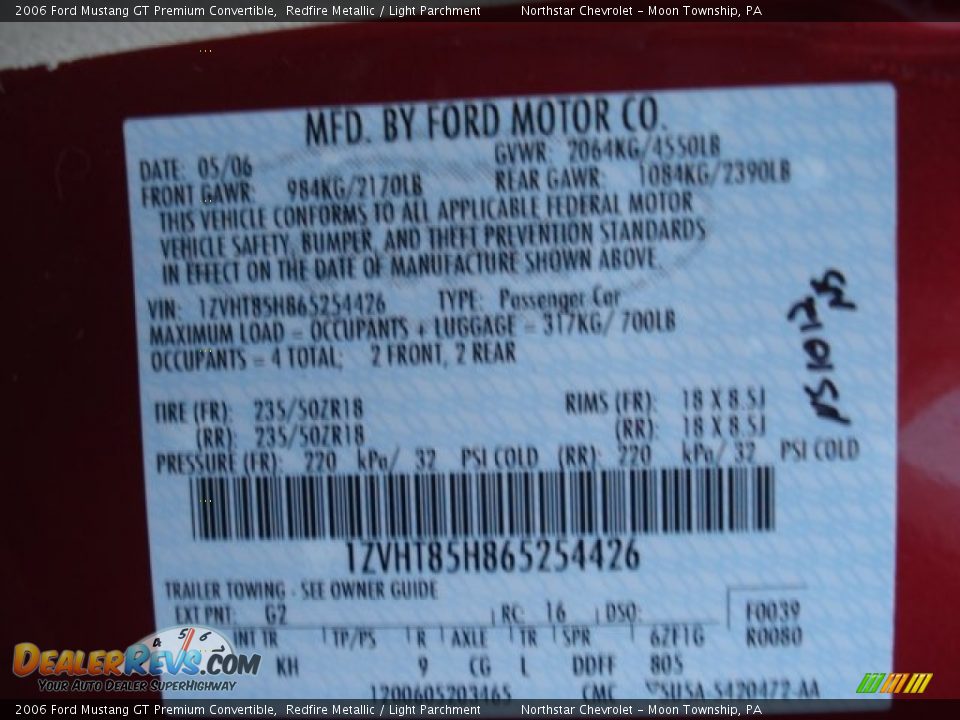 2006 Ford Mustang GT Premium Convertible,  Redfire Metallic / Light Parchment    Northstar Chevrolet - Moon Township, PA
MFD. BY FORD MOTOR CO.
DATE: 05/06    GVWR: 2064KG/4550LB
FRONT GAWR: 984KG/2170LB    REAR GAWR: 1084KG/2390LB
THIS VEHICLE CONFORMS TO ALL APPLICABLE FEDERAL MOTOR
VEHICLE SAFETY, BUMPER, AND THEFT PREVENTION STANDARDS
IN EFFECT ON THE DATE OF MANUFACTURE SHOWN ABOVE.
VIN: 1ZVHT85H865254426    TYPE: Passenger Car
MAXIMUM LOAD = OCCUPANTS + LUGGAGE = 317KG/ 700LB
OCCUPANTS = 4 TOTAL;  2 FRONT, 2 REAR
TIRE (FR): 235/50ZR18    RIMS (FR): 18 X 8.5J
(RR): 235/50ZR18    (RR): 18 X 8.5J
PRESSURE (FR): 220 kPa/ 32 PSI COLD (RR): 220 kPa/ 32 PSI COLD
1ZVHT85H865254426
TRAILER TOWING - SEE OWNER GUIDE
EXT PNT: G2    RC: 16    DSO:    F0039
INT TR    TP/PS    R    AXLE    TR    SPR    6ZF1G    R0080
KH    9    CG    L    DDFF    805
1200605203465    CMC
DEALERREVS.COM
Your Auto Dealer SuperHighway
2006 Ford Mustang GT Premium Convertible,  Redfire Metallic / Light Parchment    Northstar Chevrolet - Moon Township, PA